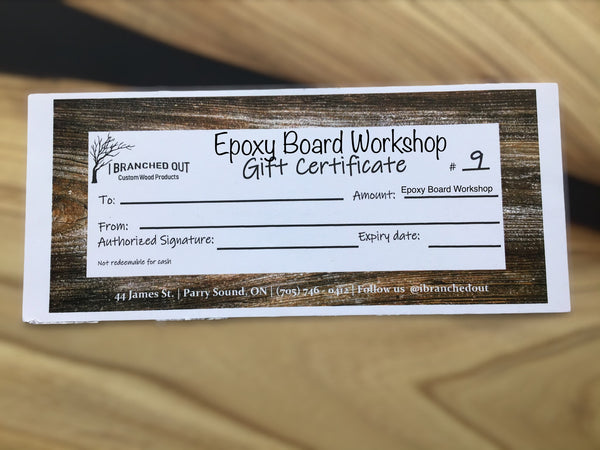 Epoxy Board Workshop
I BRANCHED OUT
Custom Wood Products
Gift Certificate
# 9
To:
Amount: Epoxy Board Workshop
From:
Authorized Signature:
Expiry date:
Not redeemable for cash
44 James St. | Parry Sound, ON | (705) 746 - 0412 | Follow us @ibranchedout